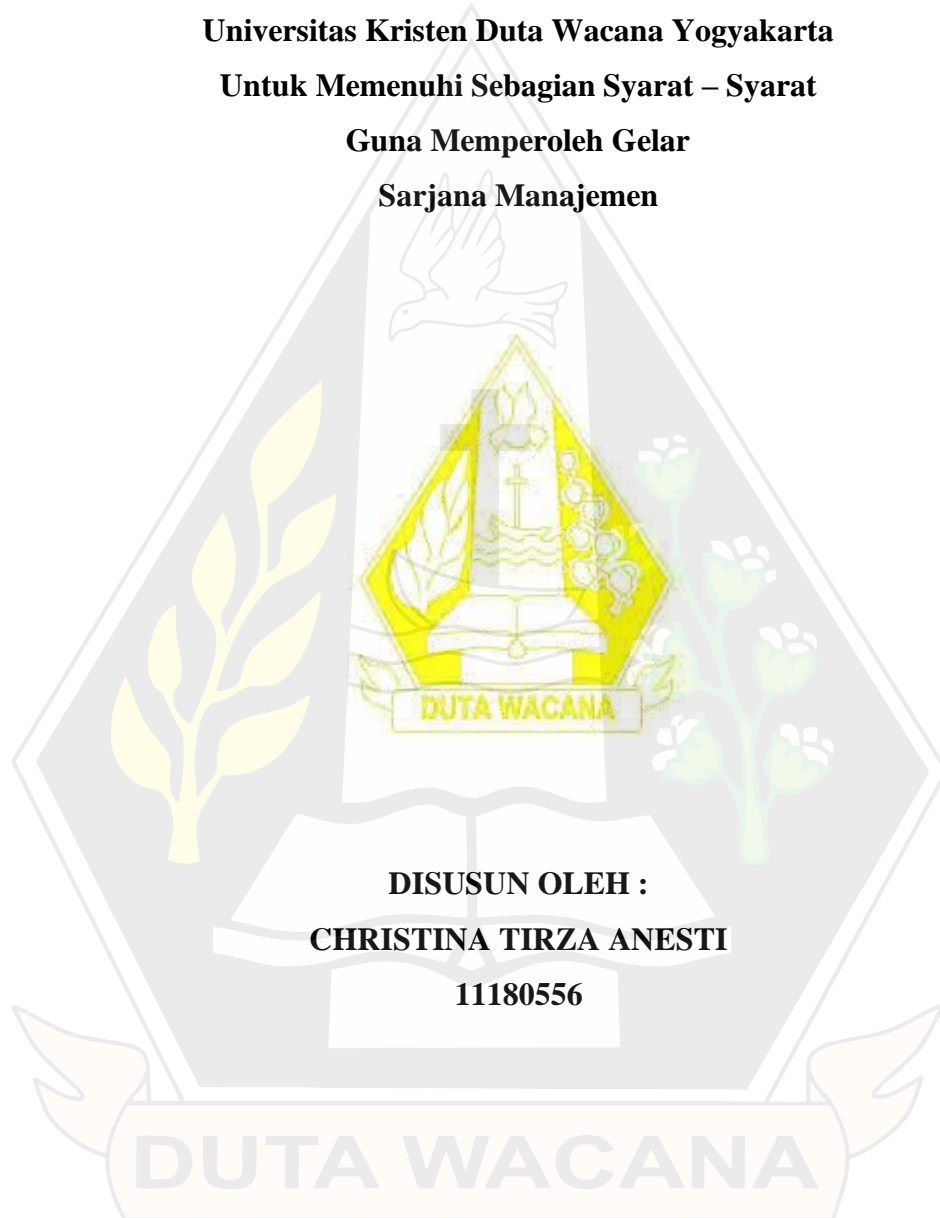 Universitas Kristen Duta Wacana Yogyakarta
Untuk Memenuhi Sebagian Syarat – Syarat
Guna Memperoleh Gelar
Sarjana Manajemen
DUTA WACANA
DISUSUN OLEH :
CHRISTINA TIRZA ANESTI
11180556
DUTA WACANA